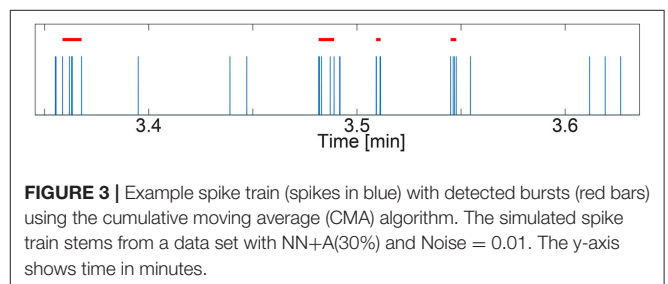 3.4 3.5 3.6
Time [min]
FIGURE 3 | Example spike train (spikes in blue) with detected bursts (red bars)
using the cumulative moving average (CMA) algorithm. The simulated spike
train stems from a data set with NN+A(30%) and Noise = 0.01. The y-axis
shows time in minutes.